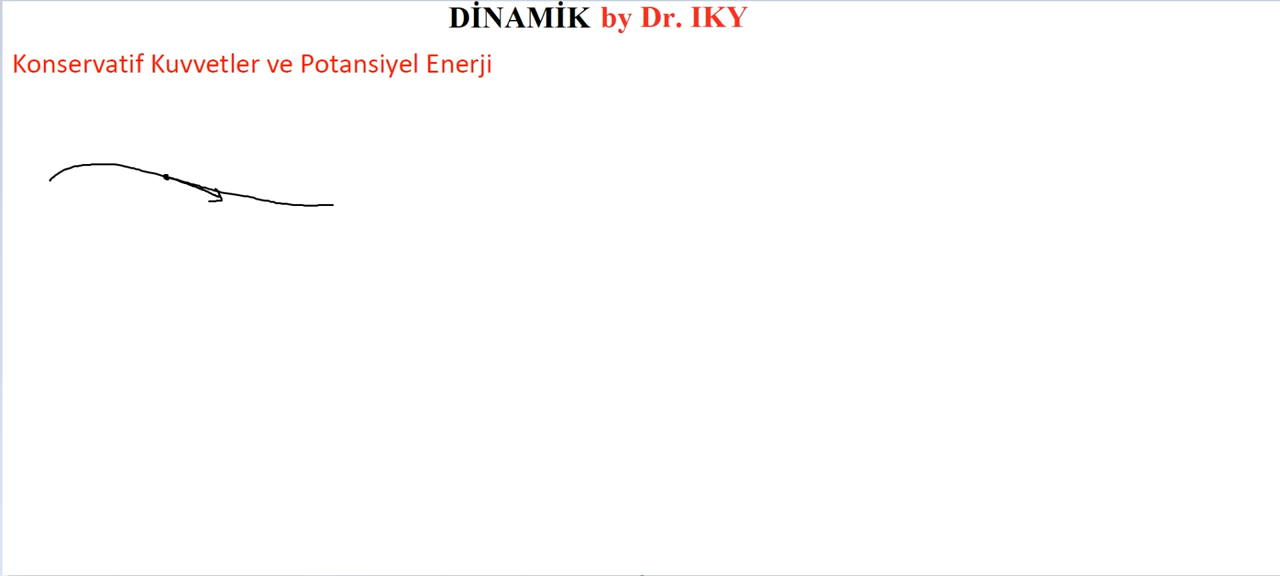 DİNAMİK by Dr. IKY
Konservatif Kuvvetler ve Potansiyel Enerji